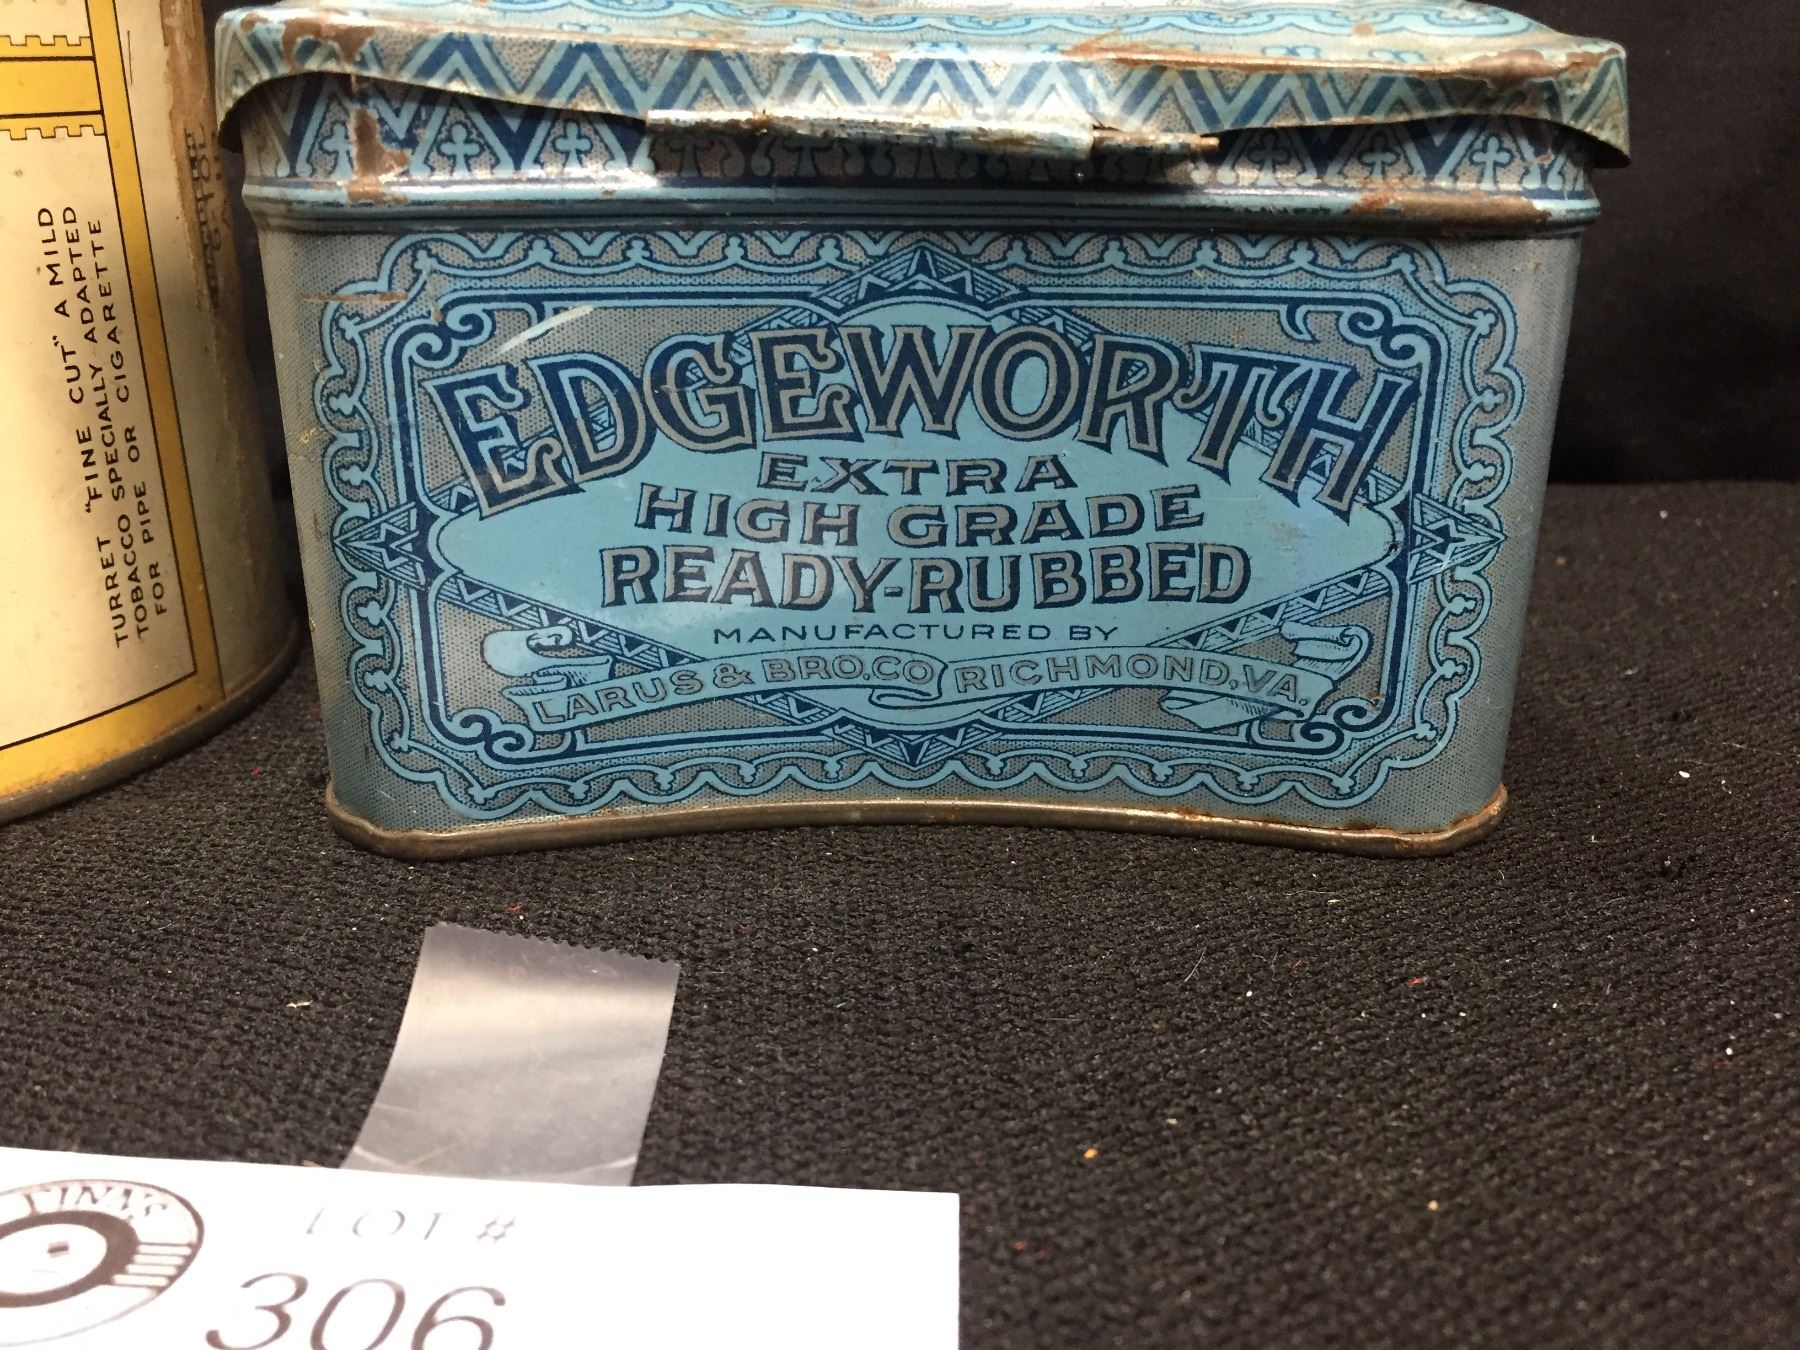 TURRET "FINE CUT" A MILD
TOBACCO SPECIALLY ADAPTED
FOR PIPE OR CIGARETTE
EDGEWORTH
EXTRA
HIGH GRADE
READY-RUBBED
MANUFACTURED BY
LARUS & BRO. CO RICHMOND, VA.
LOT #
306